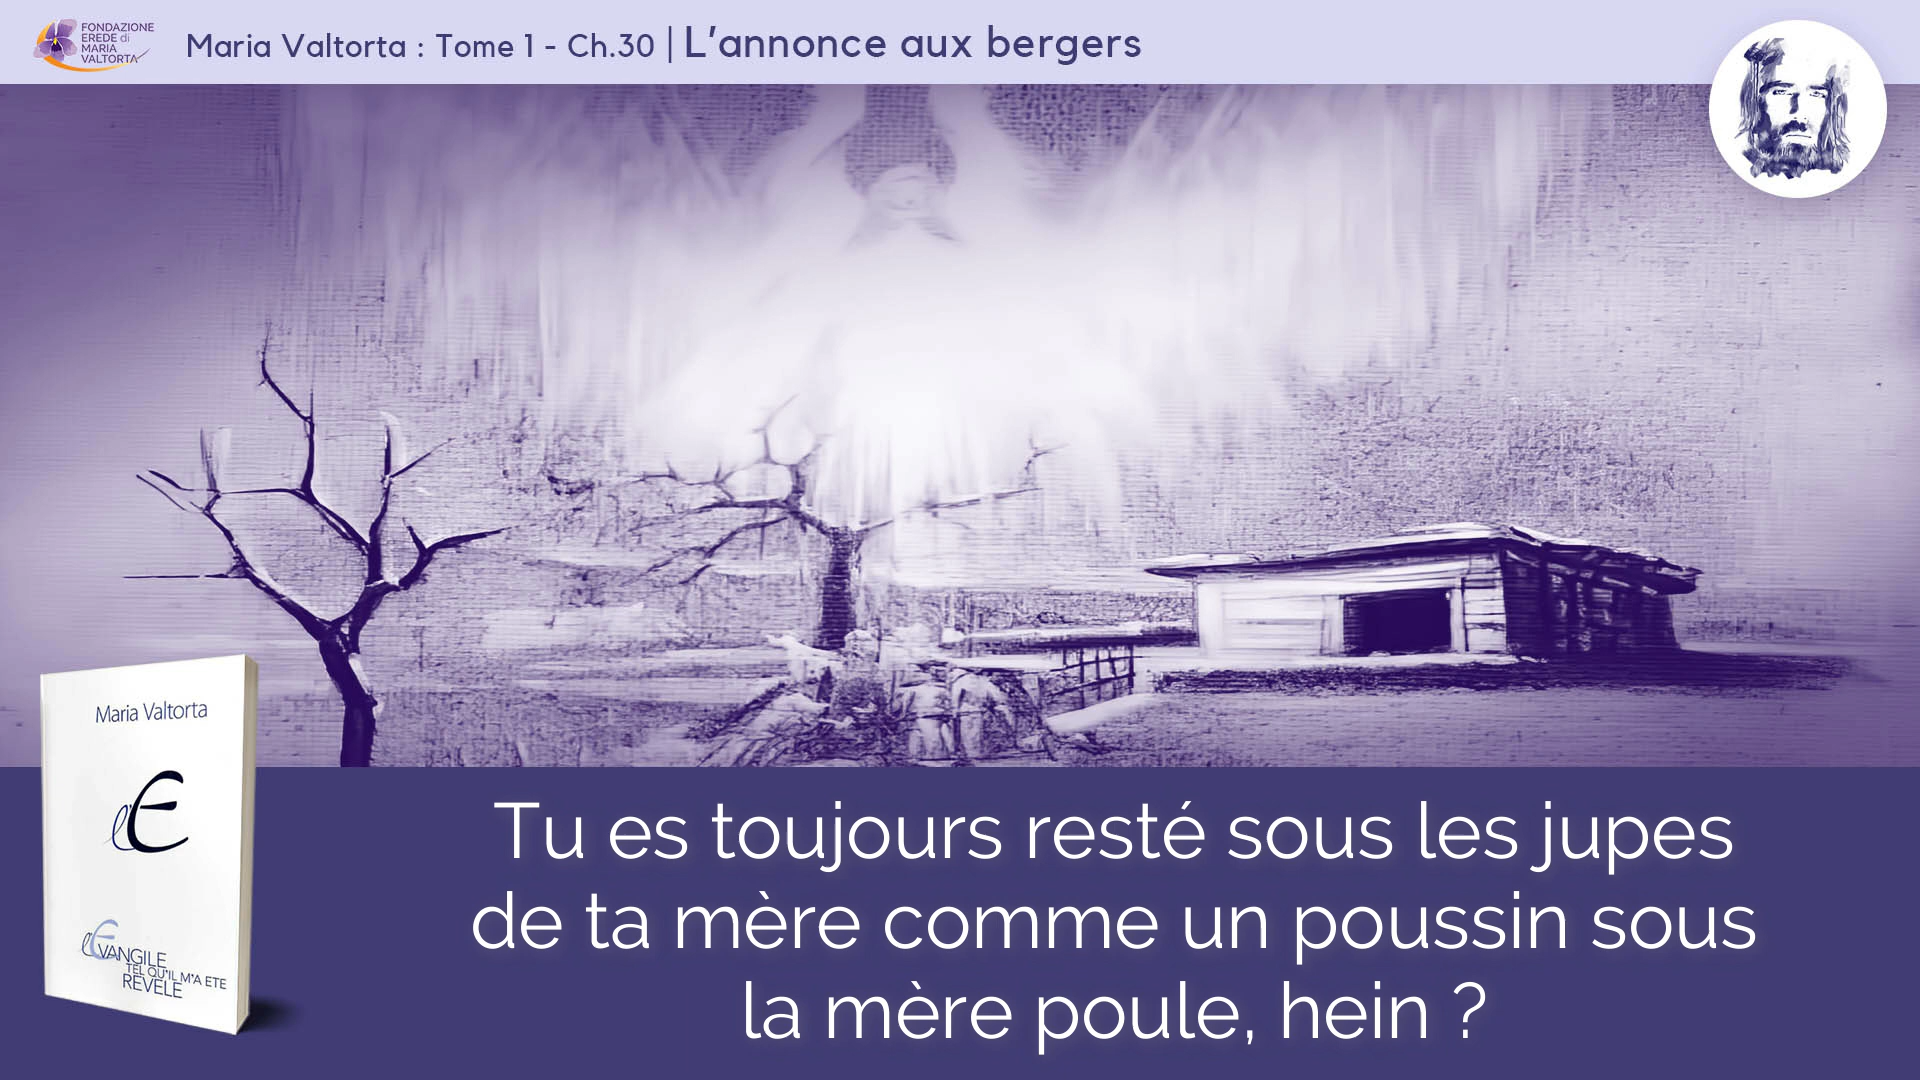 FONDAZIONE
EREDE di
MARIA
VALTORTA
Maria Valtorta : Tome 1 - Ch.30 | L'annonce aux bergers
Maria Valtorta
l'E
l'EVANGILE
TEL QU'IL M'A ETE
REVELE
Tu es toujours resté sous les jupes
de ta mère comme un poussin sous
la mère poule, hein ?